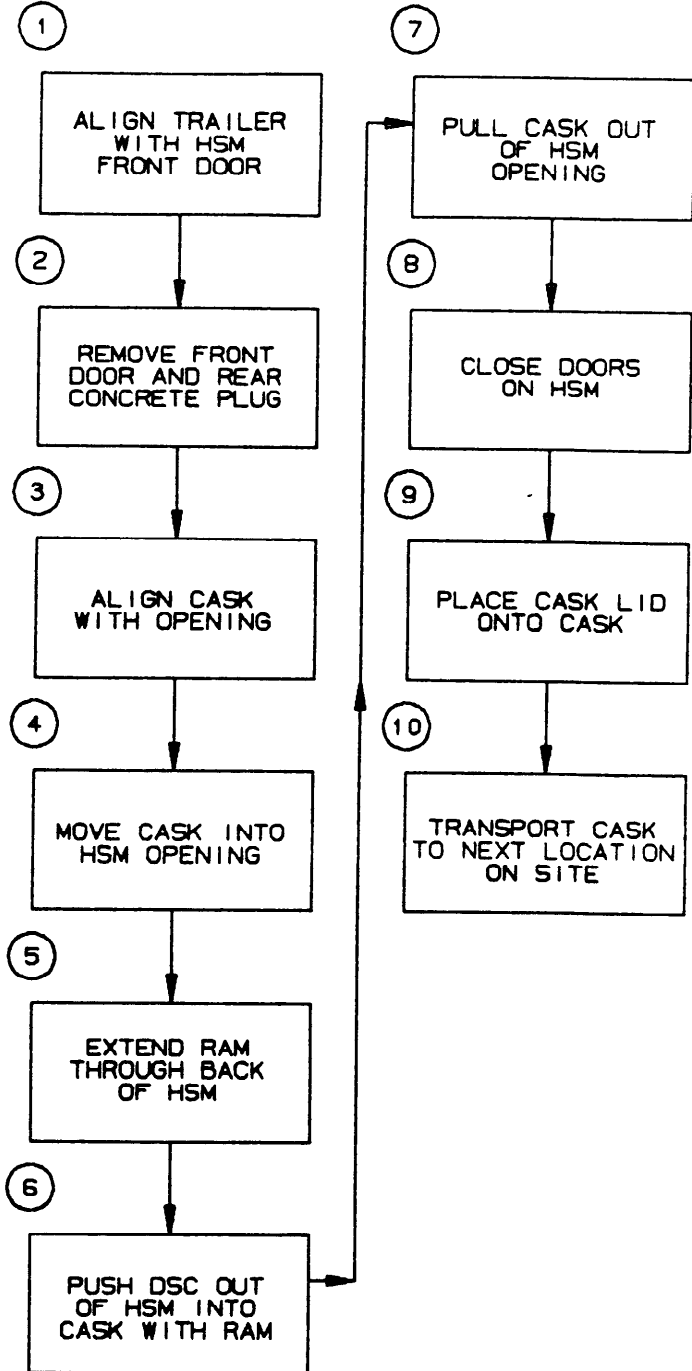 1
ALIGN TRAILER
WITH HSM
FRONT DOOR
2
REMOVE FRONT
DOOR AND REAR
CONCRETE PLUG
3
ALIGN CASK
WITH OPENING
4
MOVE CASK INTO
HSM OPENING
5
EXTEND RAM
THROUGH BACK
OF HSM
6
PUSH DSC OUT
OF HSM INTO
CASK WITH RAM
7
PULL CASK OUT
OF HSM
OPENING
8
CLOSE DOORS
ON HSM
9
PLACE CASK LID
ONTO CASK
10
TRANSPORT CASK
TO NEXT LOCATION
ON SITE